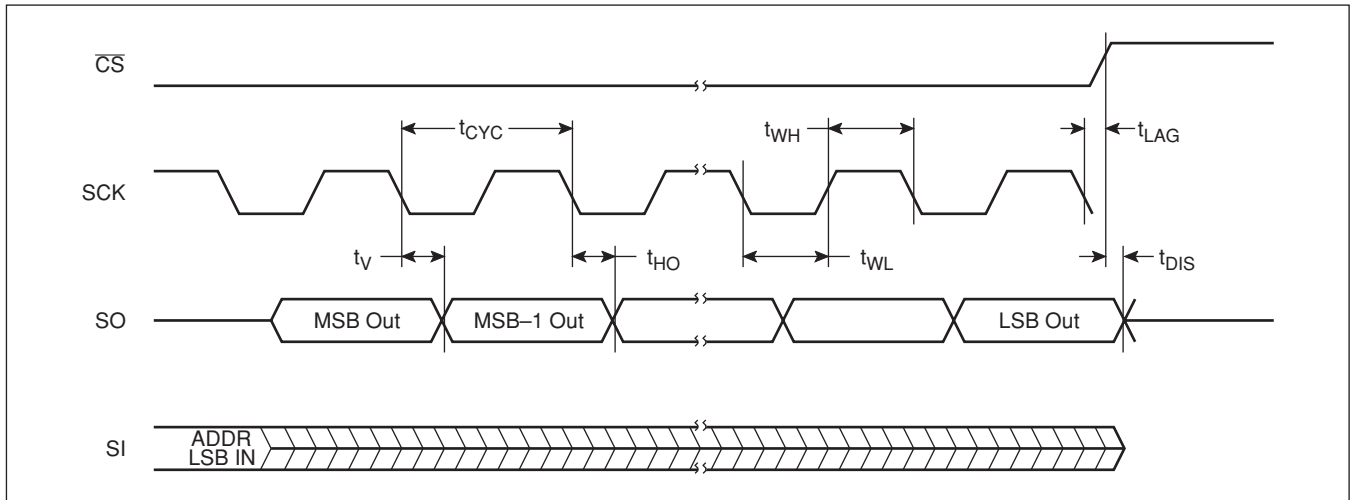 CS
tCYC
tWH
tLAG
SCK
tV
tHO
tWL
tDIS
SO
MSB Out
MSB–1 Out
LSB Out
SI
ADDR
LSB IN